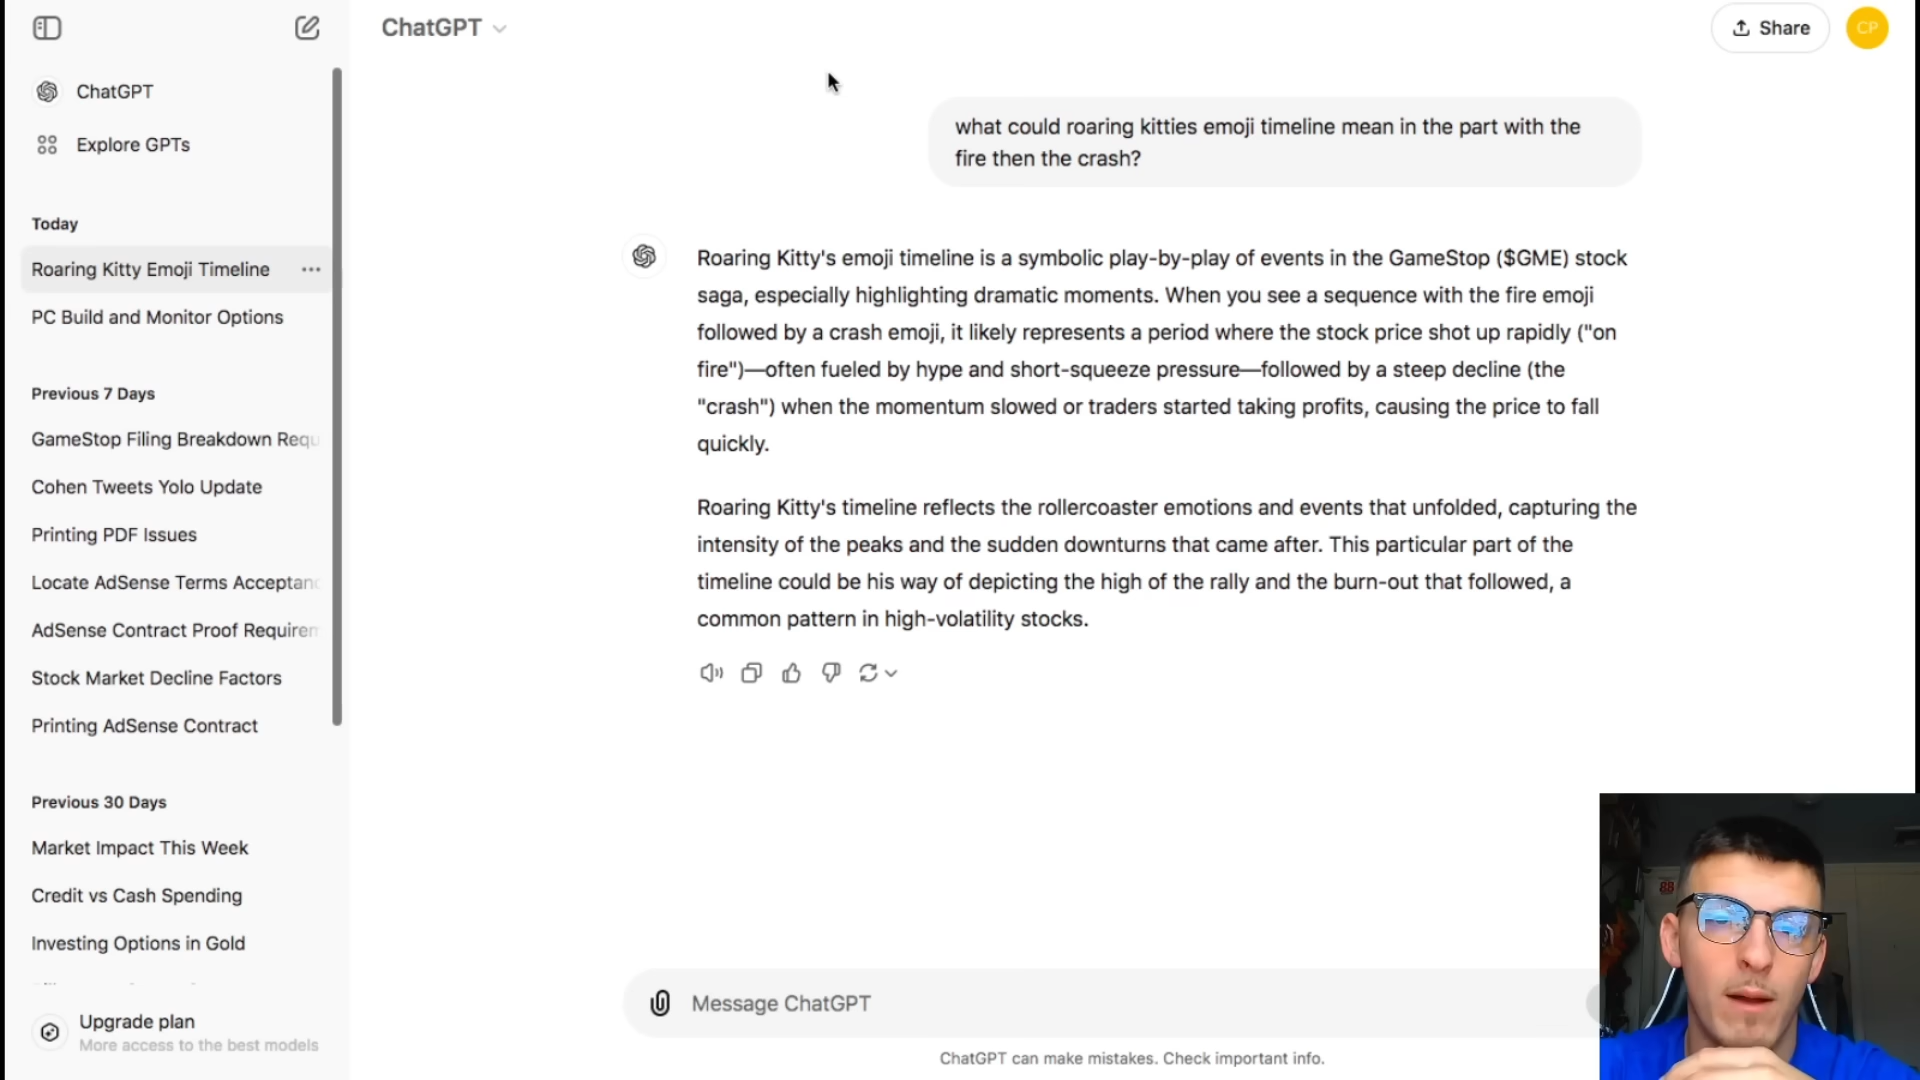 ChatGPT
Share
CP
ChatGPT
Explore GPTs
Today
Roaring Kitty Emoji Timeline
PC Build and Monitor Options
Previous 7 Days
GameStop Filing Breakdown Requ
Cohen Tweets Yolo Update
Printing PDF Issues
Locate AdSense Terms Acceptanc
AdSense Contract Proof Requirem
Stock Market Decline Factors
Printing AdSense Contract
Previous 30 Days
Market Impact This Week
Credit vs Cash Spending
Investing Options in Gold
Upgrade plan
More access to the best models
what could roaring kitties emoji timeline mean in the part with the
fire then the crash?
Roaring Kitty's emoji timeline is a symbolic play-by-play of events in the GameStop ($GME) stock
saga, especially highlighting dramatic moments. When you see a sequence with the fire emoji
followed by a crash emoji, it likely represents a period where the stock price shot up rapidly ("on
fire")—often fueled by hype and short-squeeze pressure—followed by a steep decline (the
"crash") when the momentum slowed or traders started taking profits, causing the price to fall
quickly.
Roaring Kitty's timeline reflects the rollercoaster emotions and events that unfolded, capturing the
intensity of the peaks and the sudden downturns that came after. This particular part of the
timeline could be his way of depicting the high of the rally and the burn-out that followed, a
common pattern in high-volatility stocks.
Message ChatGPT
ChatGPT can make mistakes. Check important info.
88